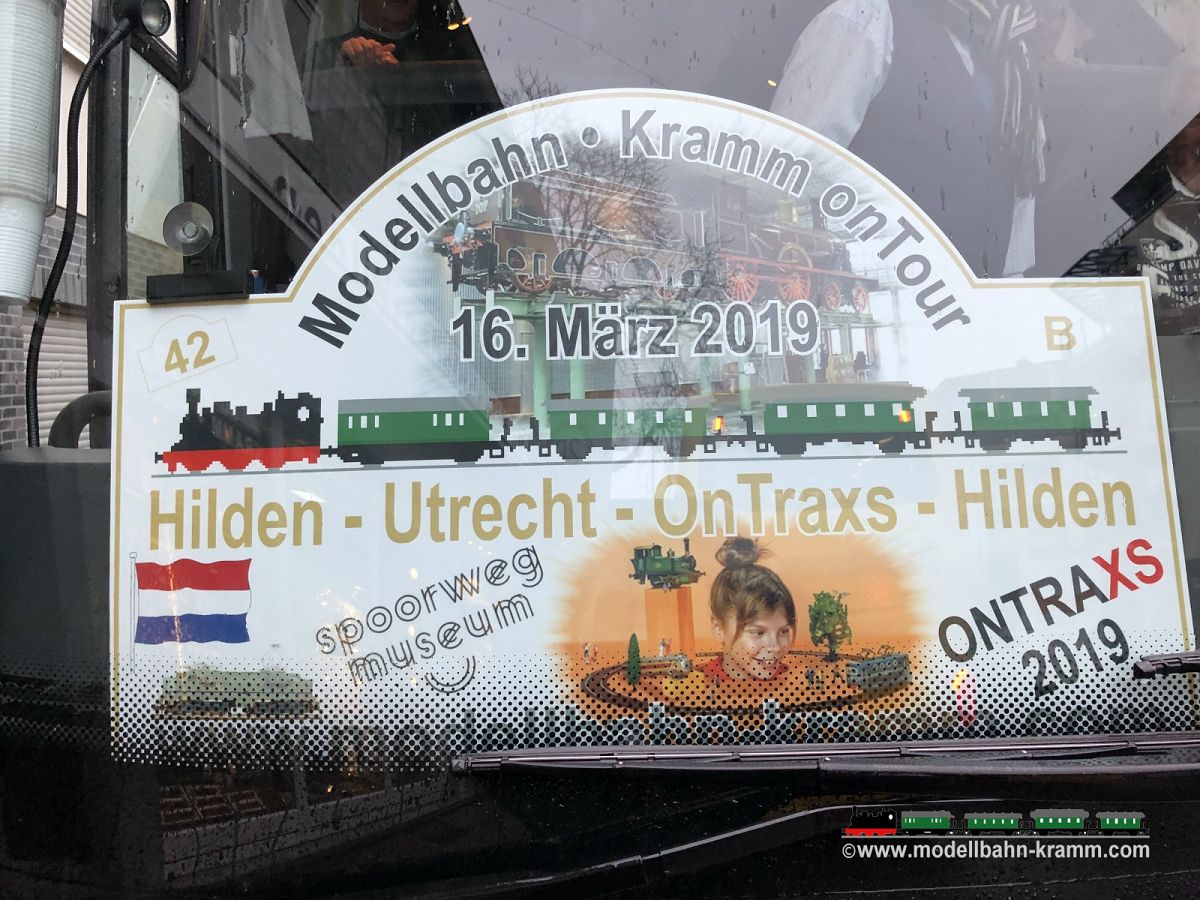 Modellbahn • Kramm onTour
16. März 2019
42
B
Hilden - Utrecht - OnTraxs - Hilden
spoorweg
museum
ONTRAXS
2019
©www.modellbahn-kramm.com